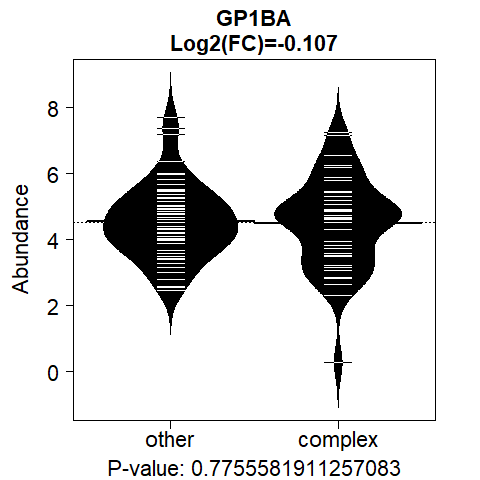 GP1BA
Log2(FC)=-0.107
Abundance
8
6
4
2
0
other complex
P-value: 0.7755581911257083